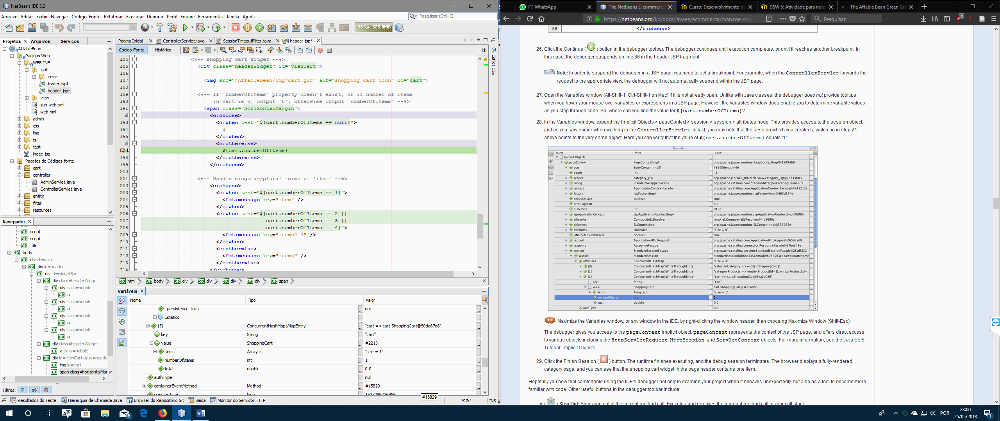 NetBeans IDE 8.2
Arquivo Editar Exibir Navegar Código-Fonte Refatorar Executar Depurar Perfil Equipe Ferramentas Janela Ajuda
Pesquisar (Ctrl+I)
365,4/525,0MB
Projetos Arquivos Serviços
AffableBean
Páginas Web
WEB-INF
jspf
error
footer.jspf
header.jspf
view
sun-web.xml
web.xml
admin
css
img
js
test
index.jsp
Pacotes de Códigos-fonte
cart
controller
AdminServlet.java
ControllerServlet.java
entity
filter
resources
Navegador
script
script
title
body
div id=main
div id=header
div id=widgetBar
div class=headerWidget
div class=bubble
a
div class=bubble
a
div class=bubble
a
div class=bubble
a
div class=headerWidget
a class=bubble
div id=viewCart class=heade
img id=cart
span class=horizontalMar
Filtros:
Página Inicial ControllerServlet.java SessionTimeoutFilter.java header.jspf
Código-Fonte Histórico
184 <%-- shopping cart widget --%>
185 <div class="headerWidget" id="viewCart">
186
187 <img src="/AffableBean/img/cart.gif" alt="shopping cart icon" id="cart">
188
189 <%-- If 'numberOfItems' property doesn't exist, or if number of items
190 in cart is 0, output '0', otherwise output 'numberOfItems' --%>
191 <span class="horizontalMargin">
<c:choose>
193 <c:when test="${cart.numberOfItems == null}">
194 0
195 </c:when>
<c:otherwise>
${cart.numberOfItems}
198 </c:otherwise>
199 </c:choose>
200
201 <%-- Handle singular/plural forms of 'item' --%>
202 <c:choose>
203 <c:when test="${cart.numberOfItems == 1}">
204 <fmt:message key="item" />
205 </c:when>
206 <c:when test="${cart.numberOfItems == 2 ||
207 cart.numberOfItems == 3 ||
208 cart.numberOfItems == 4}">
209 <fmt:message key="items2-4" />
210 </c:when>
211 <c:otherwise>
212 <fmt:message key="items" />
213 </c:otherwise>
214 </c:choose>
Estilos CSS
html body div div div div span
Variáveis
Nome Tipo Valor
_persistence_links null
Estático
[5] ConcurrentHashMap$MapEntry "cart => cart.ShoppingCart@50da67d6"
key String "cart"
value ShoppingCart #2213
items ArrayList "size = 1"
numberOfItems int 1
total double 0.0
authType null
containerEventMethod Method #15829
creationTime long 1527299736959
#15829
Resultados do Teste Hierarquia de Chamada Java Browser do Repositório Git Saída Monitor do Servidor HTTP
197:1 INS
(1) WhatsApp The NetBeans E-commerce Curso: Desenvolvimento de DSWI5: Atividade para nota The Affable Bean Green Gro
https://netbeans.org/kb/docs/javaee/ecommerce/manage-sess
Pesquisar
1
88 </c:choose>
26. Click the Continue ( ) button in the debugger toolbar. The debugger continues until execution completes, or until it reaches another breakpoint. In
this case, the debugger suspends on line 86 in the header JSP fragment.
Note: In order to suspend the debugger in a JSP page, you need to set a breakpoint. For example, when the ControllerServlet forwards the
request to the appropriate view, the debugger will not automatically suspend within the JSP page.
27. Open the Variables window (Alt-Shift-1; Ctrl-Shift-1 on Mac) if it is not already open. Unlike with Java classes, the debugger does not provide tooltips
when you hover your mouse over variables or expressions in a JSP page. However, the Variables window does enable you to determine variable values
as you step through code. So, where can you find the value for ${cart.numberOfItems}?
28. In the Variables window, expand the Implicit Objects > pageContext > session > session > attributes node. This provides access to the session object,
just as you saw earlier when working in the ControllerServlet. In fact, you may note that the session which you created a watch on in step 21
above points to the very same object. Here you can verify that the value of ${cart.numberOfItems} equals '1'.
Variables
Name Type Value
Implicit Objects
pageContext PageContextImpl org.apache.jasper.runtime.PageContextImpl@1598469
outs BodyContentImpl[] #8699(length=0)
depth int -1
servlet category_jsp org.apache.jsp.WEB_002dINF.view.category_jsp@7d343603
config StandardWrapperFacade org.apache.catalina.core.StandardWrapperFacade@3eeba269
context ApplicationContextFacade org.apache.catalina.core.ApplicationContextFacade@7541213a
factory JspFactoryImpl org.apache.jasper.runtime.JspFactoryImpl@465d154e
needsSession boolean true
errorPageURL null
bufferSize int 8192
jspApplicationContext JspApplicationContextImpl org.apache.jasper.runtime.JspApplicationContextImpl@699b...
elResolver CompositeELResolver javax.el.CompositeELResolver@4fc5690c
elContext ELContextImpl org.apache.jasper.runtime.ELContextImpl@535265e
attributes HashMap "size = 9"
isNametableInitialized boolean true
request ApplicationHttpRequest org.apache.catalina.core.ApplicationHttpRequest@656e5d8
response ResponseFacade org.apache.catalina.connector.ResponseFacade@67be341e
session StandardSessionFacade org.apache.catalina.session.StandardSessionFacade@2f1df832
session StandardSession StandardSession[8b88a335ecb08b9b0d2563e4ca99]\nattrName
attributes ConcurrentHashMap "size = 3"
[0] ConcurrentHashMap$WriteThroughEntry "selectedCategory => entity.Category[id=1]"
[1] ConcurrentHashMap$WriteThroughEntry "categoryProducts => [entity.Product[id=1], entity.Product[id=...
[2] ConcurrentHashMap$WriteThroughEntry "cart => cart.ShoppingCart@3ea2a086"
key String "cart"
value ShoppingCart cart.ShoppingCart@3ea2a086
items ArrayList "size = 1"
numberOfItems int 1
total double 0.0
authType null
TIP Maximize the Variables window, or any window in the IDE, by right-clicking the window header, then choosing Maximize Window (Shift-Esc).
The debugger gives you access to the pageContext implicit object. pageContext represents the context of the JSP page, and offers direct access
to various objects including the HttpServletRequest, HttpSession, and ServletContext objects. For more information, see the Java EE 5
Tutorial: Implicit Objects.
29. Click the Finish Session ( ) button. The runtime finishes executing, and the debug session terminates. The browser displays a fully-rendered
category page, and you can see that the shopping cart widget in the page header contains one item.
Hopefully you now feel comfortable using the IDE's debugger not only to examine your project when it behaves unexpectedly, but also as a tool to become more
familiar with code. Other useful buttons in the debugger toolbar include:
• ( ) Step Out: Steps you out of the current method call. Executes and removes the topmost method call in your call stack.
5
POR
23:00
25/05/2018
1